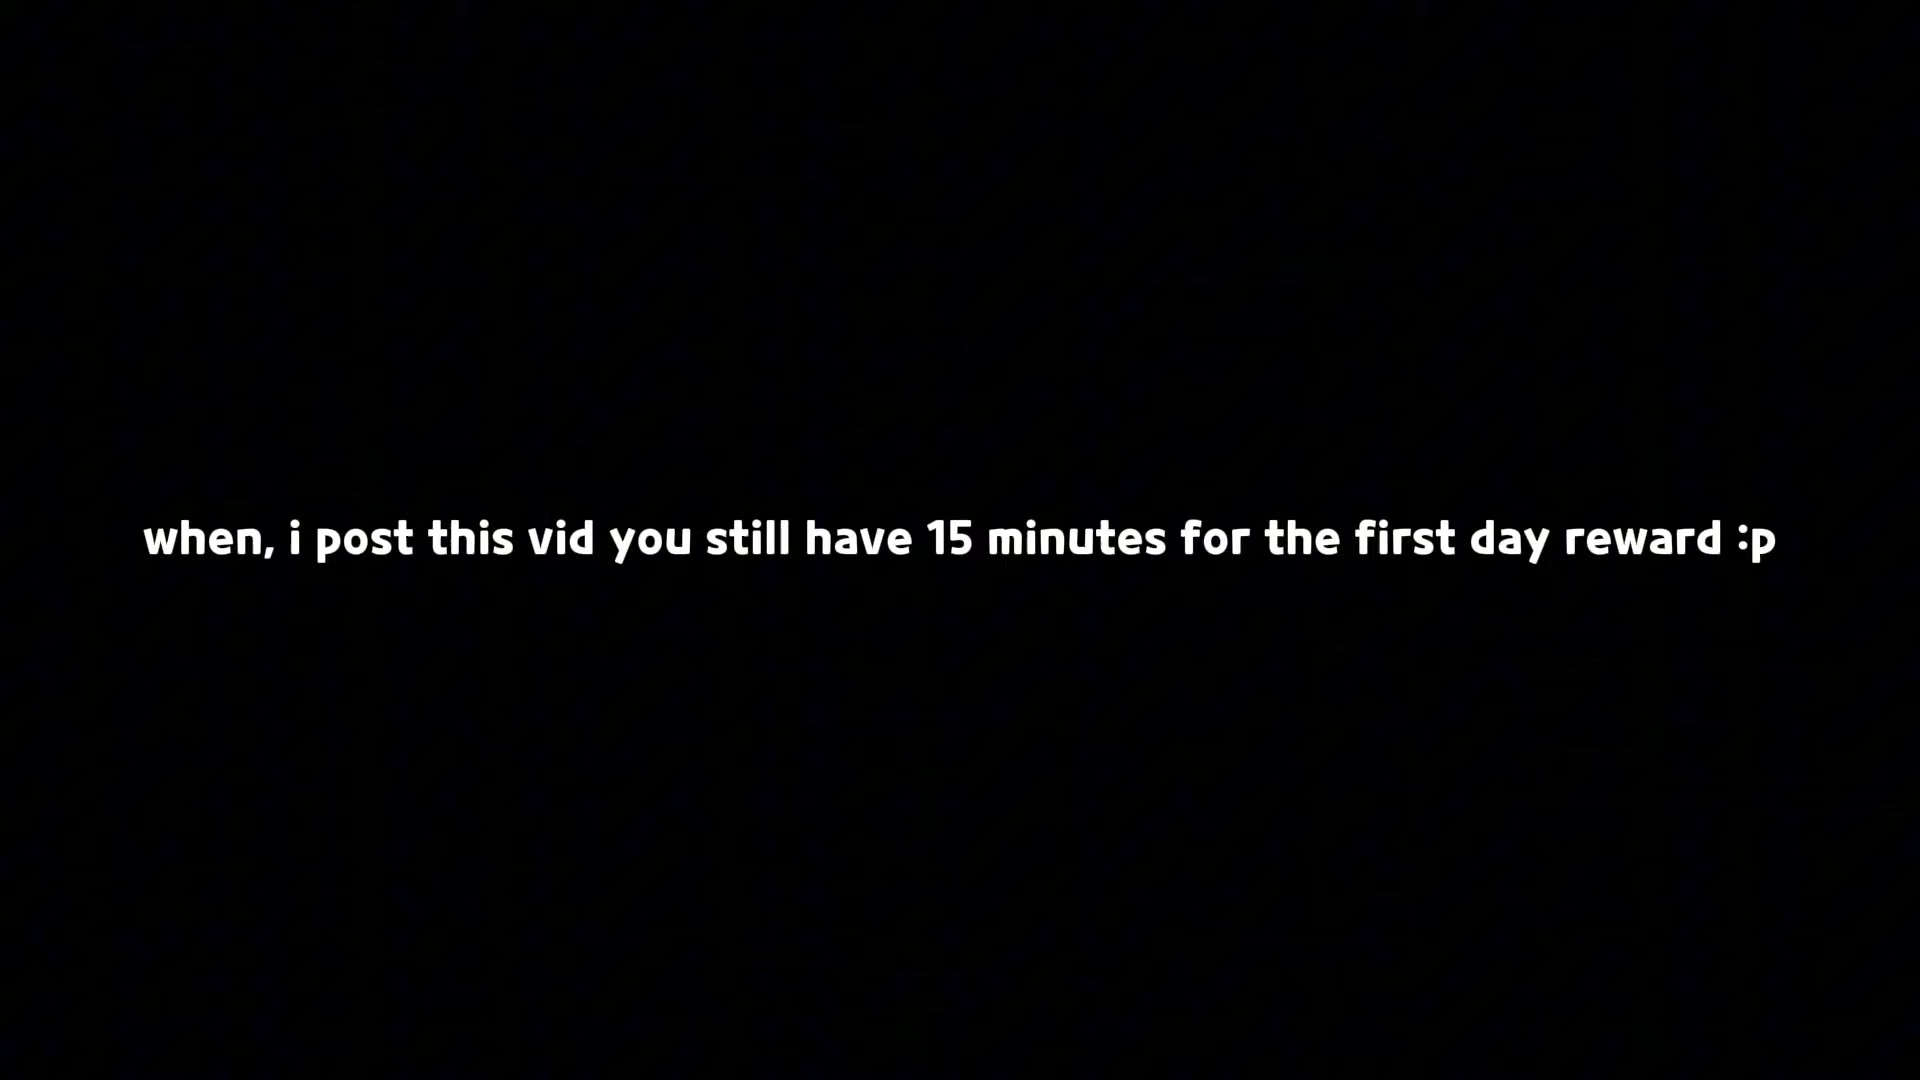 when, i post this vid you still have 15 minutes for the first day reward :p